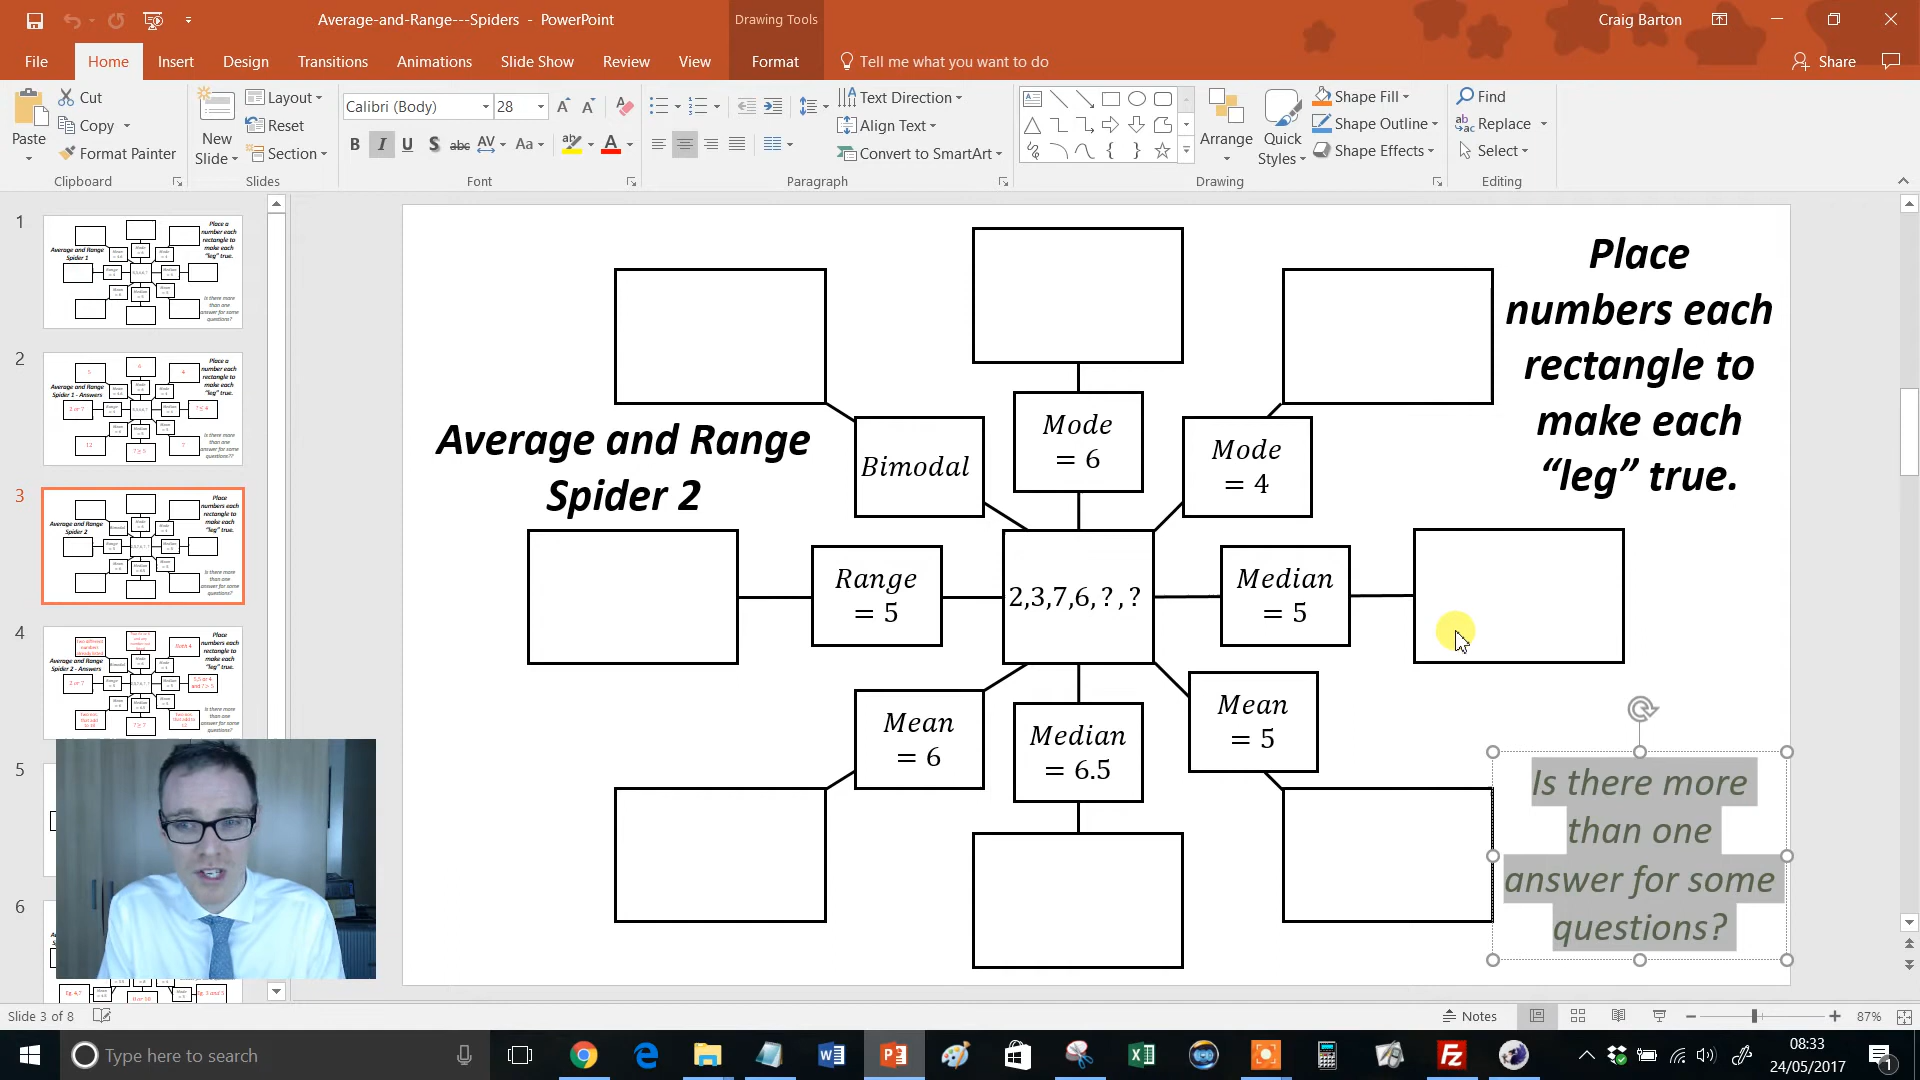 Average-and-Range---Spiders - PowerPoint
Drawing Tools
Craig Barton
File
Home
Insert
Design
Transitions
Animations
Slide Show
Review
View
Format
Tell me what you want to do
Share
Paste
Cut
Copy
Format Painter
Clipboard
New
Slide
Layout
Reset
Section
Slides
Calibri (Body)
28
Font
Text Direction
Align Text
Convert to SmartArt
Paragraph
Arrange
Quick
Styles
Shape Fill
Shape Outline
Shape Effects
Drawing
Find
Replace
Select
Editing
1
2
3
4
5
6
Average and Range
Spider 2
Place
numbers each
rectangle to
make each
“leg” true.
Bimodal
Mode
= 6
Mode
= 4
Range
= 5
2,3,7,6,?,?
Median
= 5
Mean
= 6
Median
= 6.5
Mean
= 5
Is there more
than one
answer for some
questions?
Slide 3 of 8
Notes
87%
Type here to search
08:33
24/05/2017